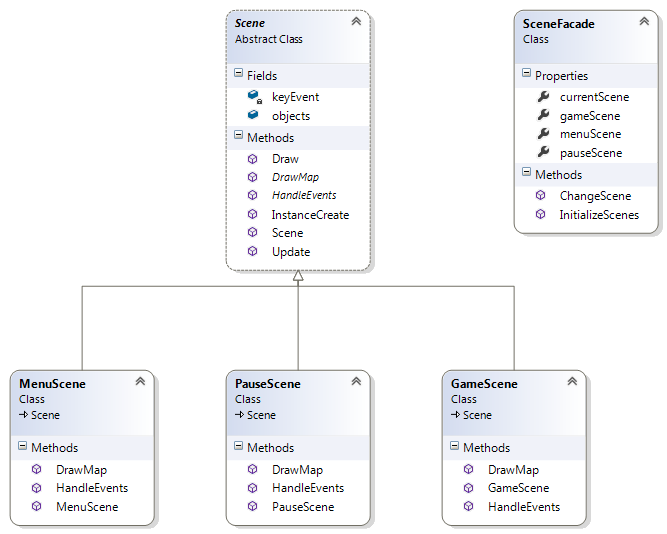 Scene
Abstract Class
Fields
keyEvent
objects
Methods
Draw
DrawMap
HandleEvents
InstanceCreate
Scene
Update
SceneFacade
Class
Properties
currentScene
gameScene
menuScene
pauseScene
Methods
ChangeScene
InitializeScenes
MenuScene
Class
Scene
Methods
DrawMap
HandleEvents
MenuScene
PauseScene
Class
Scene
Methods
DrawMap
HandleEvents
PauseScene
GameScene
Class
Scene
Methods
DrawMap
GameScene
HandleEvents